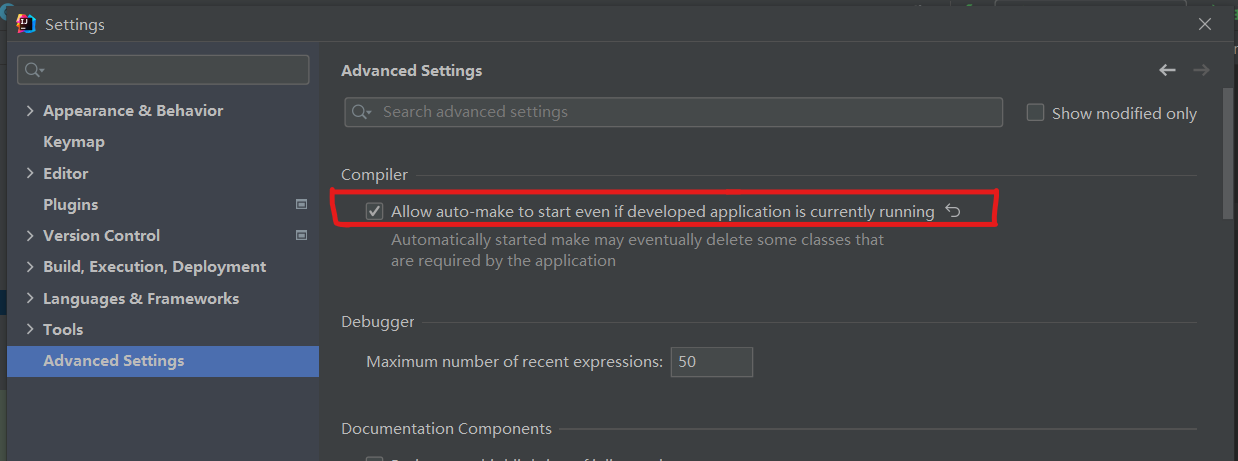 Settings
Advanced Settings
Search advanced settings
Show modified only
Appearance & Behavior
Keymap
Editor
Plugins
Version Control
Build, Execution, Deployment
Languages & Frameworks
Tools
Advanced Settings
Compiler
Allow auto-make to start even if developed application is currently running
Automatically started make may eventually delete some classes that
are required by the application
Debugger
Maximum number of recent expressions: 50
Documentation Components